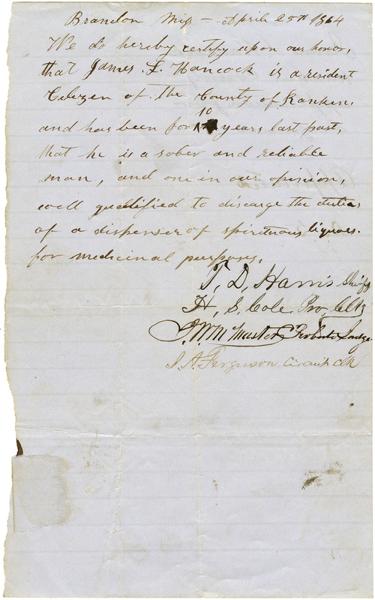 Brandon Miss - April 25th 1864
We do hereby certify upon our honor,
that James L. Hancock is a resident
Citizen of the County of Rankin,
10
and has been for years last past,
that he is a sober and reliable
man, and one in our opinion,
well qualified to discarge the duties
of a dispenser of spirituous liquors
for medicinal purposes.
T. D. Harris Shiff
H. S. Cole Pro. Clk
Masters Probate Judge
J. A. Ferguson Circuit Clk